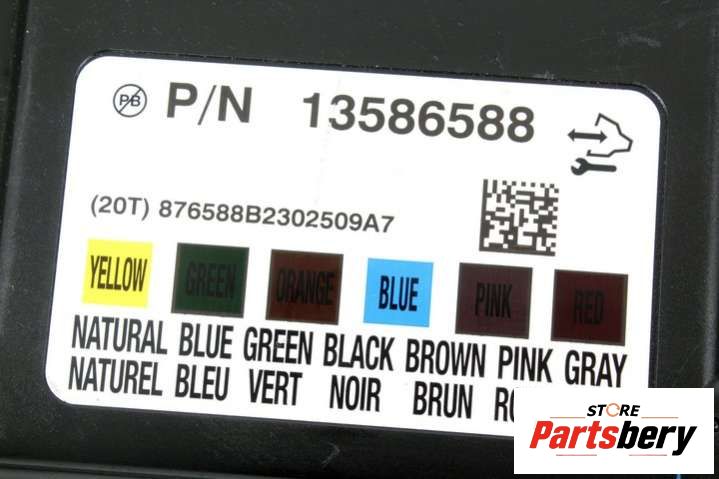 PB P/N 13586588
(20T) 876588B2302509A7
YELLOW GREEN ORANGE BLUE PINK RED
NATURAL BLUE GREEN BLACK BROWN PINK GRAY
NATUREL BLEU VERT NOIR BRUN
STORE
Partsbery